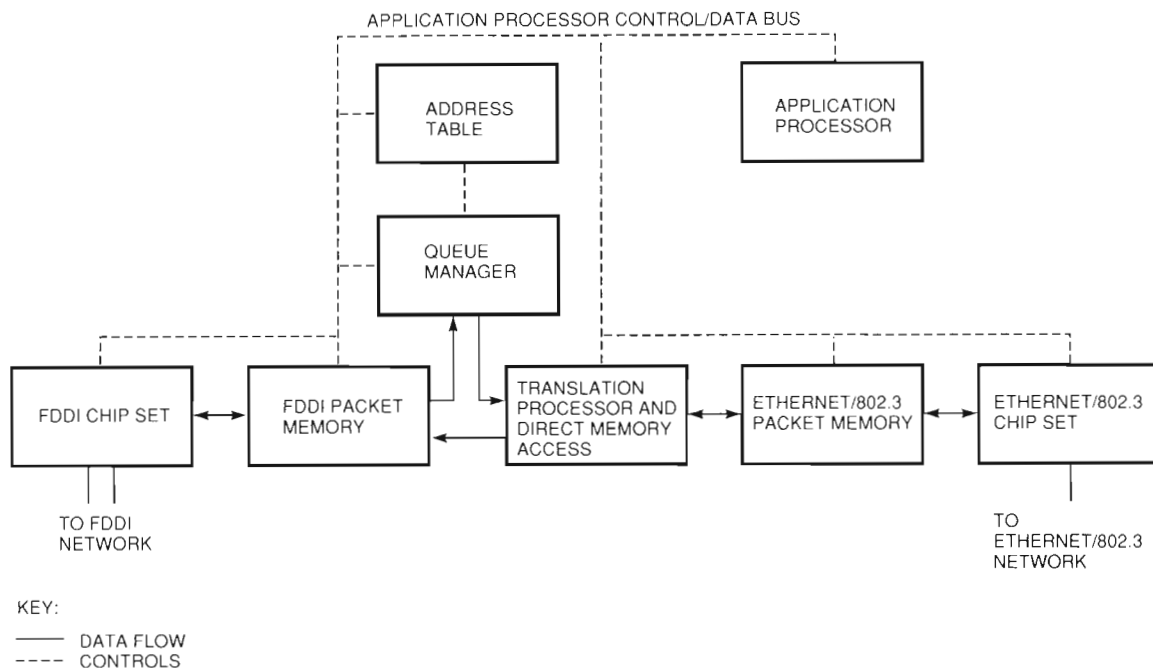 APPLICATION PROCESSOR CONTROL/DATA BUS
ADDRESS
TABLE
APPLICATION
PROCESSOR
QUEUE
MANAGER
FDDI CHIP SET
FDDI PACKET
MEMORY
TRANSLATION
PROCESSOR AND
DIRECT MEMORY
ACCESS
ETHERNET/802.3
PACKET MEMORY
ETHERNET/802.3
CHIP SET
TO FDDI
NETWORK
TO
ETHERNET/802.3
NETWORK
KEY:
DATA FLOW
CONTROLS